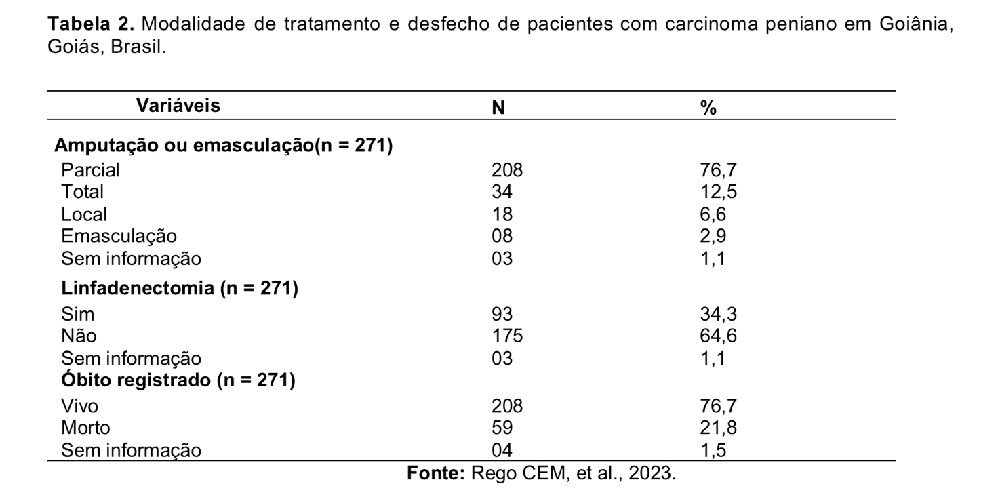 Tabela 2. Modalidade de tratamento e desfecho de pacientes com carcinoma peniano em Goiânia,
Goiás, Brasil.
Variáveis N %
Amputação ou emasculação(n = 271)
Parcial 208 76,7
Total 34 12,5
Local 18 6,6
Emasculação 08 2,9
Sem informação 03 1,1
Linfadenectomia (n = 271)
Sim 93 34,3
Não 175 64,6
Sem informação 03 1,1
Óbito registrado (n = 271)
Vivo 208 76,7
Morto 59 21,8
Sem informação 04 1,5
Fonte: Rego CEM, et al., 2023.